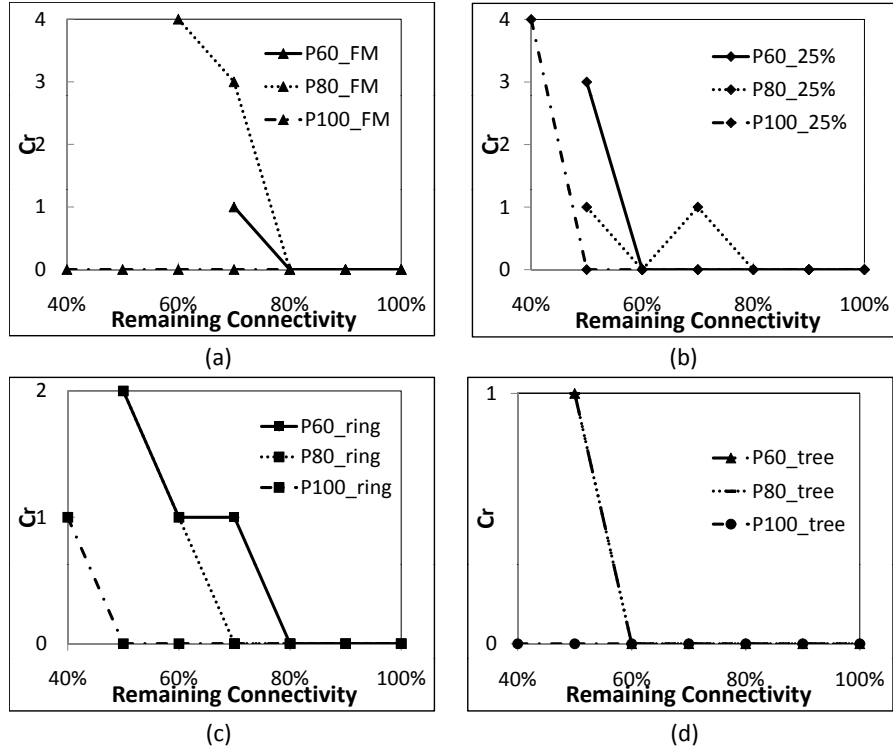 4
3
2
1
0
Cr
P60_FM
P80_FM
P100_FM
40% 60% 80% 100%
Remaining Connectivity
(a)
4
3
2
1
0
Cr
P60_25%
P80_25%
P100_25%
40% 60% 80% 100%
Remaining Connectivity
(b)
2
1
0
Cr
P60_ring
P80_ring
P100_ring
40% 60% 80% 100%
Remaining Connectivity
(c)
1
0
Cr
P60_tree
P80_tree
P100_tree
40% 60% 80% 100%
Remaining Connectivity
(d)